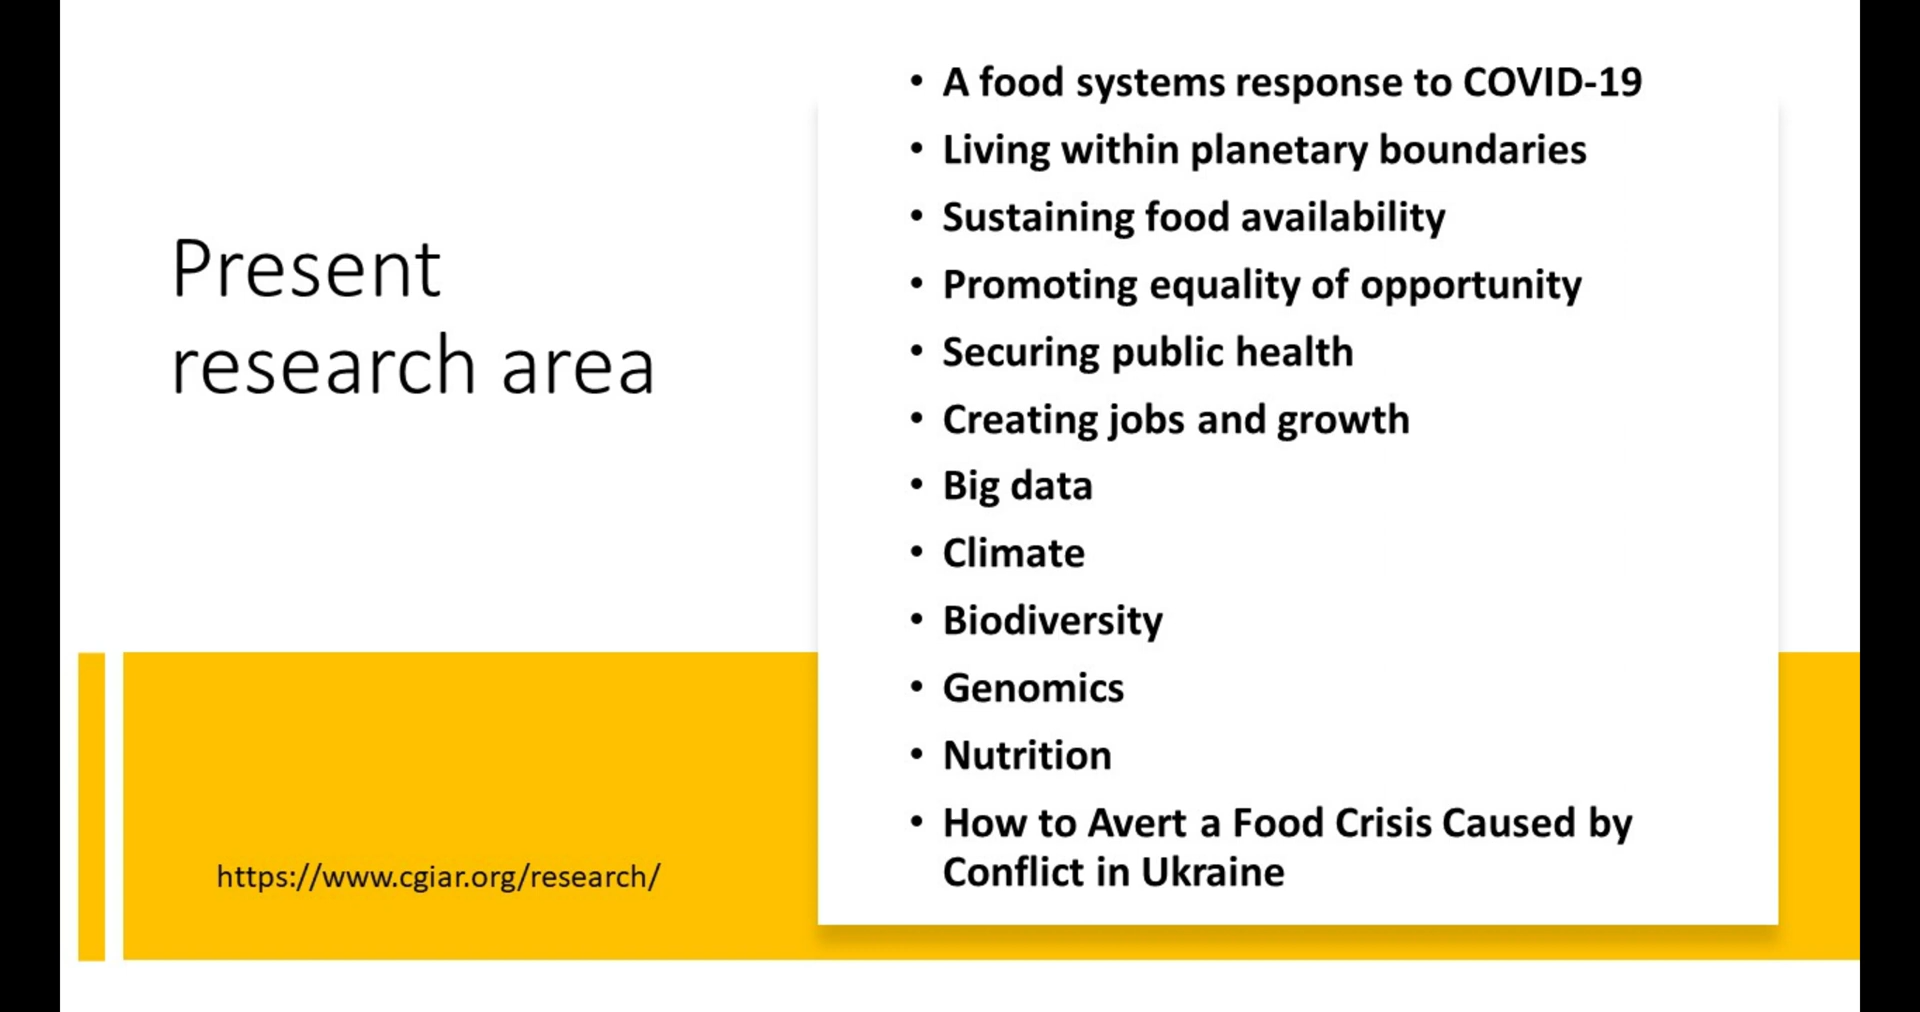 Present
research area
https://www.cgiar.org/research/
• A food systems response to COVID-19
• Living within planetary boundaries
• Sustaining food availability
• Promoting equality of opportunity
• Securing public health
• Creating jobs and growth
• Big data
• Climate
• Biodiversity
• Genomics
• Nutrition
• How to Avert a Food Crisis Caused by
Conflict in Ukraine